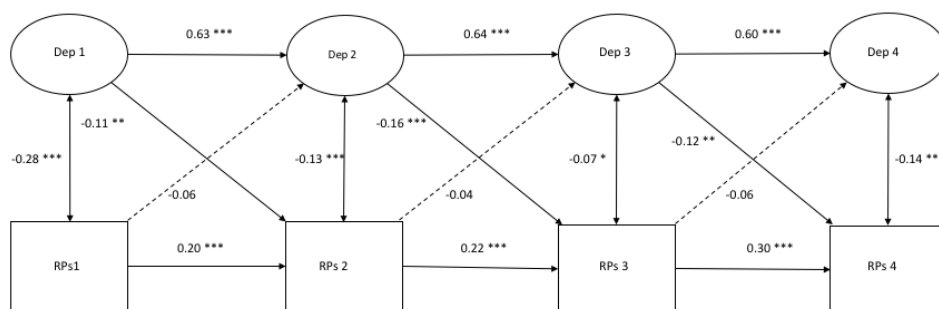 0.63 ***
0.64 ***
0.60 ***
Dep 1
Dep 2
Dep 3
Dep 4
-0.11 **
-0.16 ***
-0.12 **
-0.28 ***
-0.13 ***
-0.07 *
-0.14 **
-0.06
-0.04
-0.06
0.20 ***
0.22 ***
0.30 ***
RPs1
RPs 2
RPs 3
RPs 4